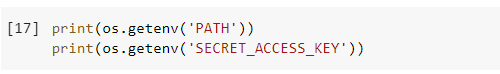 [17] print(os.getenv('PATH'))
print(os.getenv('SECRET_ACCESS_KEY'))